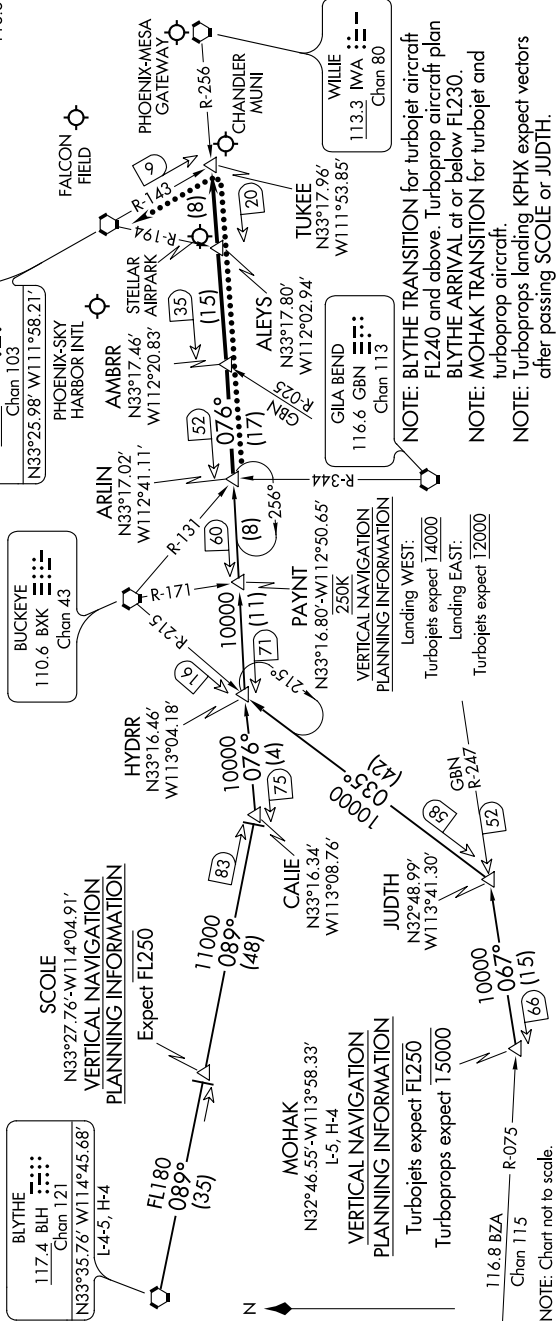 BLYTHE
117.4 BLH
Chan 121
N33°35.76' W114°45.68'
L-4-5, H-4
FL180
089°
(35)
SCOLE
N33°27.76'-W114°04.91'
VERTICAL NAVIGATION
PLANNING INFORMATION
Expect FL250
11000
089°
(48)
83
CALIE
N33°16.34'
W113°08.76'
75
10000
076°
(4)
HYDRR
N33°16.46'
W113°04.18'
16
71
215°
BUCKEYE
110.6 BXK
Chan 43
R-215
R-171
R-131
10000
(11)
PAYNT
N33°16.80'-W112°50.65'
250K
VERTICAL NAVIGATION
PLANNING INFORMATION
Landing WEST:
Turbojets expect 14000
Landing EAST:
Turbojets expect 12000
60
(8)
256°
ARLIN
N33°17.02'
W112°41.11'
52
076°
(17)
AMBRR
N33°17.46'
W112°20.83'
35
(15)
GBN
R-025
ALEYS
N33°17.80'
W112°02.94'
20
(8)
TUKEE
N33°17.96'
W111°53.85'
9
R-143
R-194
Chan 103
N33°25.98' W111°58.21'
PHOENIX-SKY
HARBOR INTL
STELLAR
AIRPARK
FALCON
FIELD
PHOENIX-MESA
GATEWAY
CHANDLER
MUNI
R-256
WILLIE
113.3 IWA
Chan 80
GILA BEND
116.6 GBN
Chan 113
R-344
10000
035°
(42)
58
JUDTH
N32°48.99'
W113°41.30'
GBN
R-247
52
10000
067°
(15)
66
MOHAK
N32°46.55'-W113°58.33'
L-5, H-4
VERTICAL NAVIGATION
PLANNING INFORMATION
Turbojets expect FL250
Turboprops expect 15000
116.8 BZA
Chan 115
R-075
N
NOTE: Chart not to scale.
NOTE: BLYTHE TRANSITION for turbojet aircraft
FL240 and above. Turboprop aircraft plan
BLYTHE ARRIVAL at or below FL230.
NOTE: MOHAK TRANSITION for turbojet and
turboprop aircraft.
NOTE: Turboprops landing KPHX expect vectors
after passing SCOLE or JUDTH.